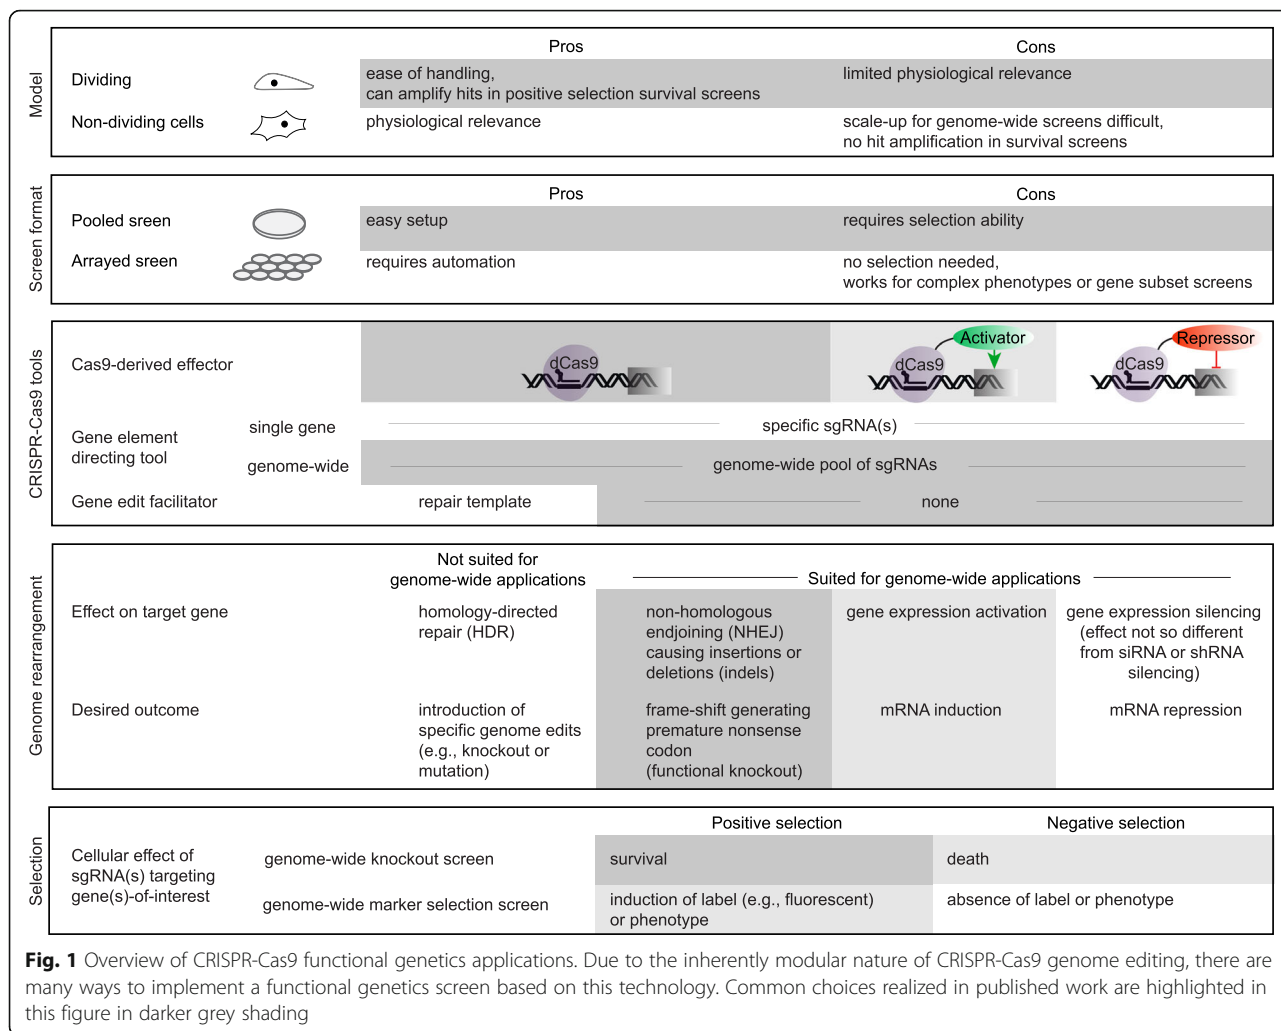 Model
Pros
Cons
Dividing
ease of handling,
can amplify hits in positive selection survival screens
limited physiological relevance
Non-dividing cells
physiological relevance
scale-up for genome-wide screens difficult,
no hit amplification in survival screens
Screen format
Pros
Cons
Pooled sreen
easy setup
requires selection ability
Arrayed sreen
requires automation
no selection needed,
works for complex phenotypes or gene subset screens
CRISPR-Cas9 tools
Cas9-derived effector
dCas9
dCas9
Activator
dCas9
Repressor
Gene element
directing tool
single gene
specific sgRNA(s)
genome-wide
genome-wide pool of sgRNAs
Gene edit facilitator
repair template
none
Genome rearrangement
Not suited for
genome-wide applications
Suited for genome-wide applications
Effect on target gene
homology-directed
repair (HDR)
non-homologous
endjoining (NHEJ)
causing insertions or
deletions (indels)
gene expression activation
gene expression silencing
(effect not so different
from siRNA or shRNA
silencing)
Desired outcome
introduction of
specific genome edits
(e.g., knockout or
mutation)
frame-shift generating
premature nonsense
codon
(functional knockout)
mRNA induction
mRNA repression
Selection
Positive selection
Negative selection
Cellular effect of
sgRNA(s) targeting
gene(s)-of-interest
genome-wide knockout screen
survival
death
genome-wide marker selection screen
induction of label (e.g., fluorescent)
or phenotype
absence of label or phenotype
Fig. 1 Overview of CRISPR-Cas9 functional genetics applications. Due to the inherently modular nature of CRISPR-Cas9 genome editing, there are
many ways to implement a functional genetics screen based on this technology. Common choices realized in published work are highlighted in
this figure in darker grey shading